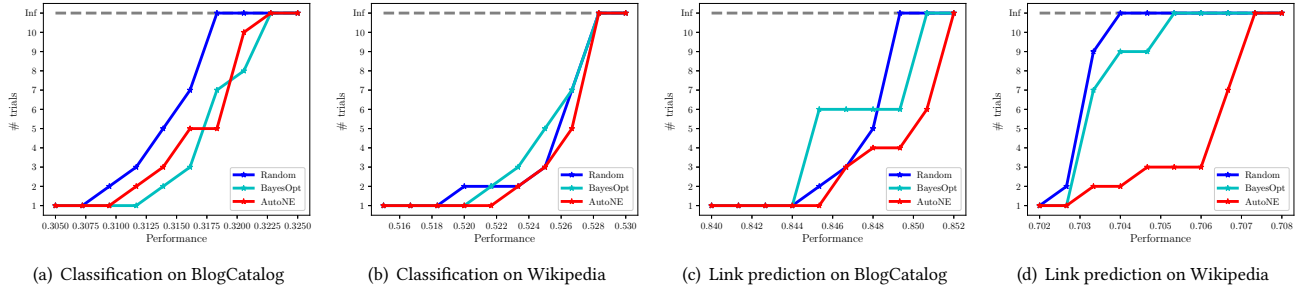 Inf
10
9
8
7
6
5
4
3
2
1
# trials
0.3050 0.3075 0.3100 0.3125 0.3150 0.3175 0.3200 0.3225 0.3250
Performance
Random
BayesOpt
AutoNE
(a) Classification on BlogCatalog
Inf
10
9
8
7
6
5
4
3
2
1
# trials
0.516 0.518 0.520 0.522 0.524 0.526 0.528 0.530
Performance
Random
BayesOpt
AutoNE
(b) Classification on Wikipedia
Inf
10
9
8
7
6
5
4
3
2
1
# trials
0.840 0.842 0.844 0.846 0.848 0.850 0.852
Performance
Random
BayesOpt
AutoNE
(c) Link prediction on BlogCatalog
Inf
10
9
8
7
6
5
4
3
2
1
# trials
0.702 0.703 0.704 0.705 0.706 0.707 0.708
Performance
Random
BayesOpt
AutoNE
(d) Link prediction on Wikipedia